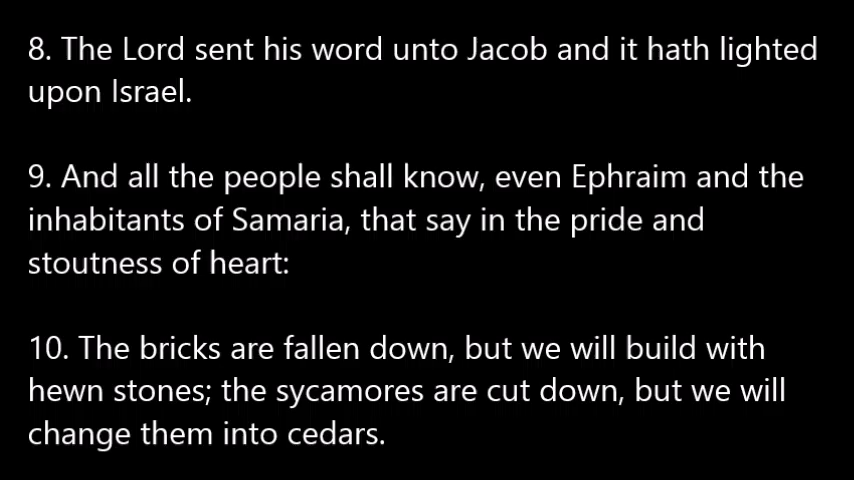 8. The Lord sent his word unto Jacob and it hath lighted
upon Israel.
9. And all the people shall know, even Ephraim and the
inhabitants of Samaria, that say in the pride and
stoutness of heart:
10. The bricks are fallen down, but we will build with
hewn stones; the sycamores are cut down, but we will
change them into cedars.